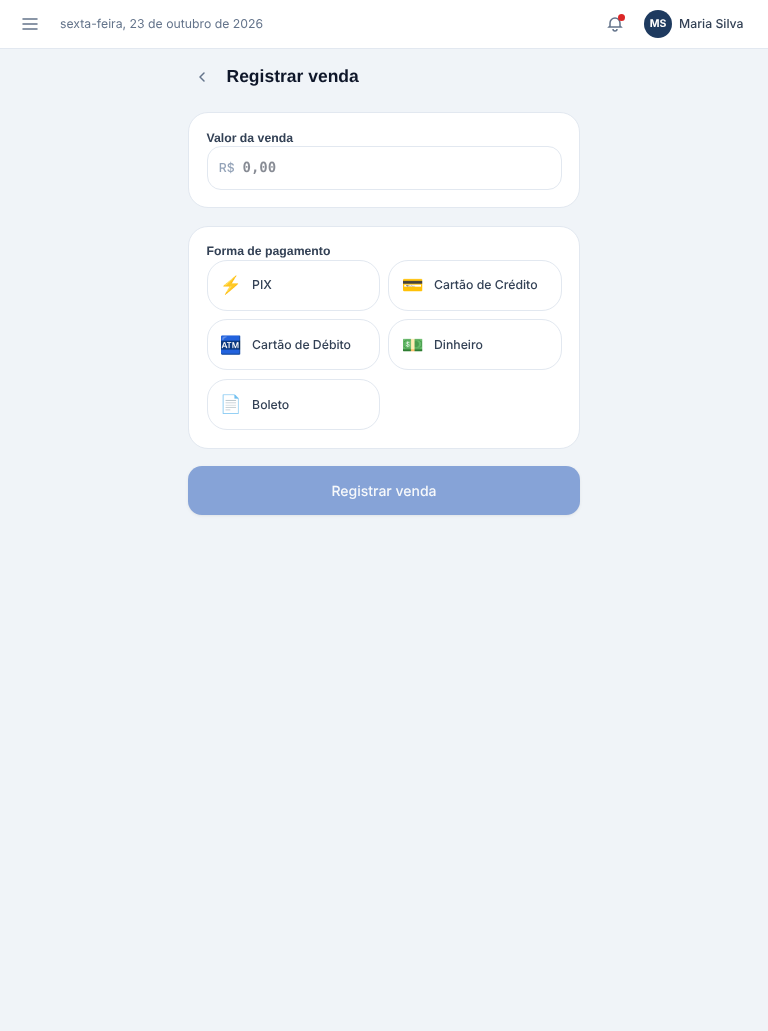 sexta-feira, 23 de outubro de 2026
MS Maria Silva
Registrar venda
Valor da venda
R$ 0,00
Forma de pagamento
PIX
Cartão de Crédito
ATM Cartão de Débito
Dinheiro
Boleto
Registrar venda